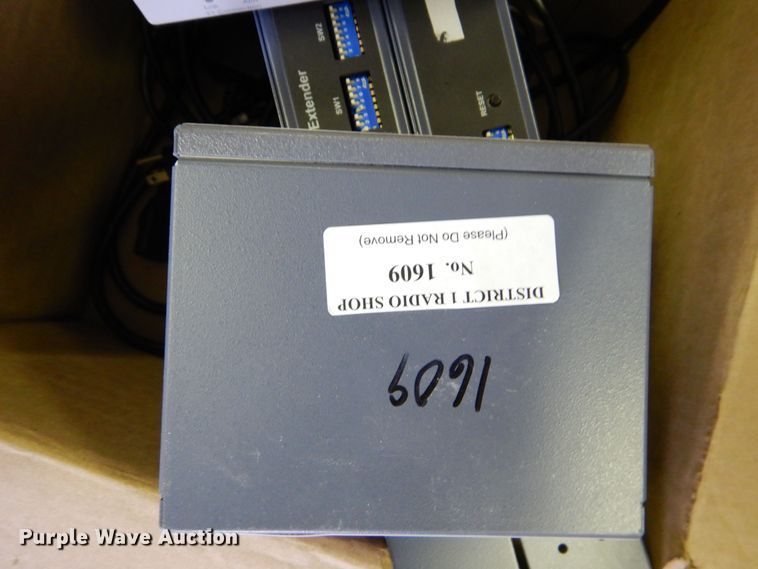 SW2
SW1
Extender
RESET
DISTRICT 1 RADIO SHOP
No. 1609
(Please Do Not Remove)
1609
Purple Wave Auction